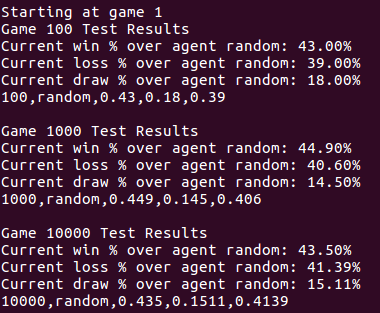 Starting at game 1
Game 100 Test Results
Current win % over agent random: 43.00%
Current loss % over agent random: 39.00%
Current draw % over agent random: 18.00%
100,random,0.43,0.18,0.39
Game 1000 Test Results
Current win % over agent random: 44.90%
Current loss % over agent random: 40.60%
Current draw % over agent random: 14.50%
1000,random,0.449,0.145,0.406
Game 10000 Test Results
Current win % over agent random: 43.50%
Current loss % over agent random: 41.39%
Current draw % over agent random: 15.11%
10000,random,0.435,0.1511,0.4139